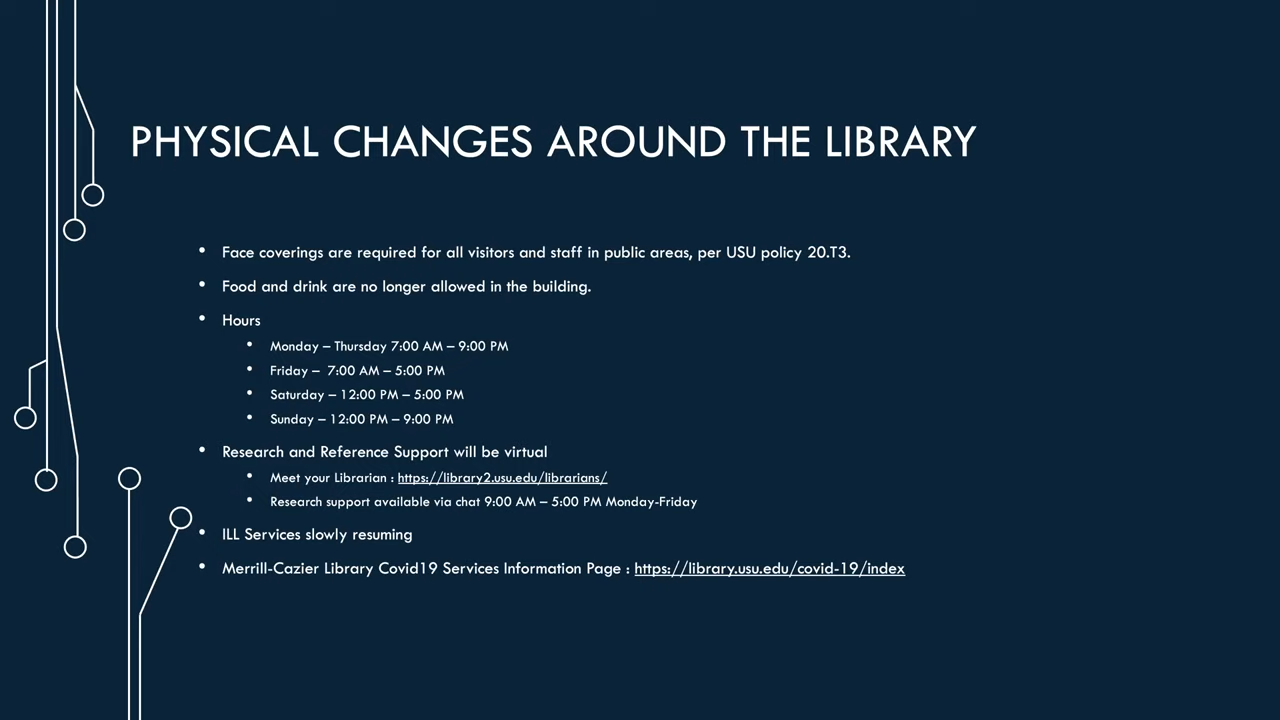 PHYSICAL CHANGES AROUND THE LIBRARY
• Face coverings are required for all visitors and staff in public areas, per USU policy 20.T3.
• Food and drink are no longer allowed in the building.
• Hours
• Monday – Thursday 7:00 AM – 9:00 PM
• Friday – 7:00 AM – 5:00 PM
• Saturday – 12:00 PM – 5:00 PM
• Sunday – 12:00 PM – 9:00 PM
• Research and Reference Support will be virtual
• Meet your Librarian : https://library2.usu.edu/librarians/
• Research support available via chat 9:00 AM – 5:00 PM Monday-Friday
• ILL Services slowly resuming
• Merrill-Cazier Library Covid19 Services Information Page : https://library.usu.edu/covid-19/index